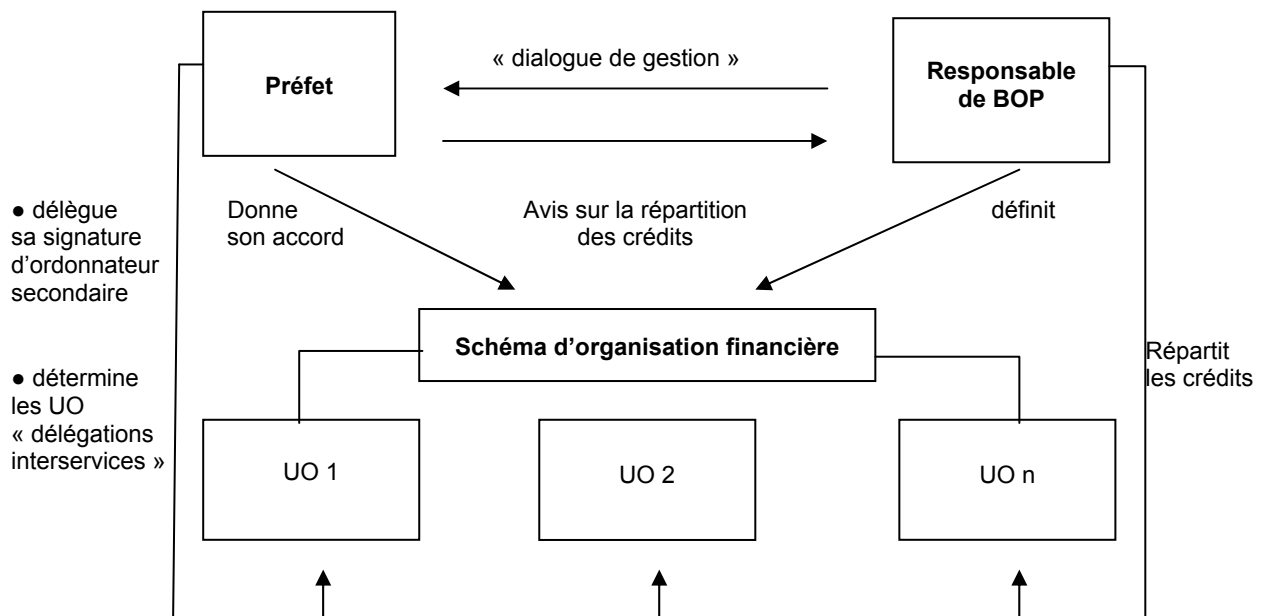 « dialogue de gestion »
Préfet
Responsable
de BOP
● délègue
sa signature
d’ordonnateur
secondaire
Donne
son accord
Avis sur la répartition
des crédits
définit
Schéma d’organisation financière
Répartit
les crédits
● détermine
les UO
« délégations
interservices »
UO 1
UO 2
UO n